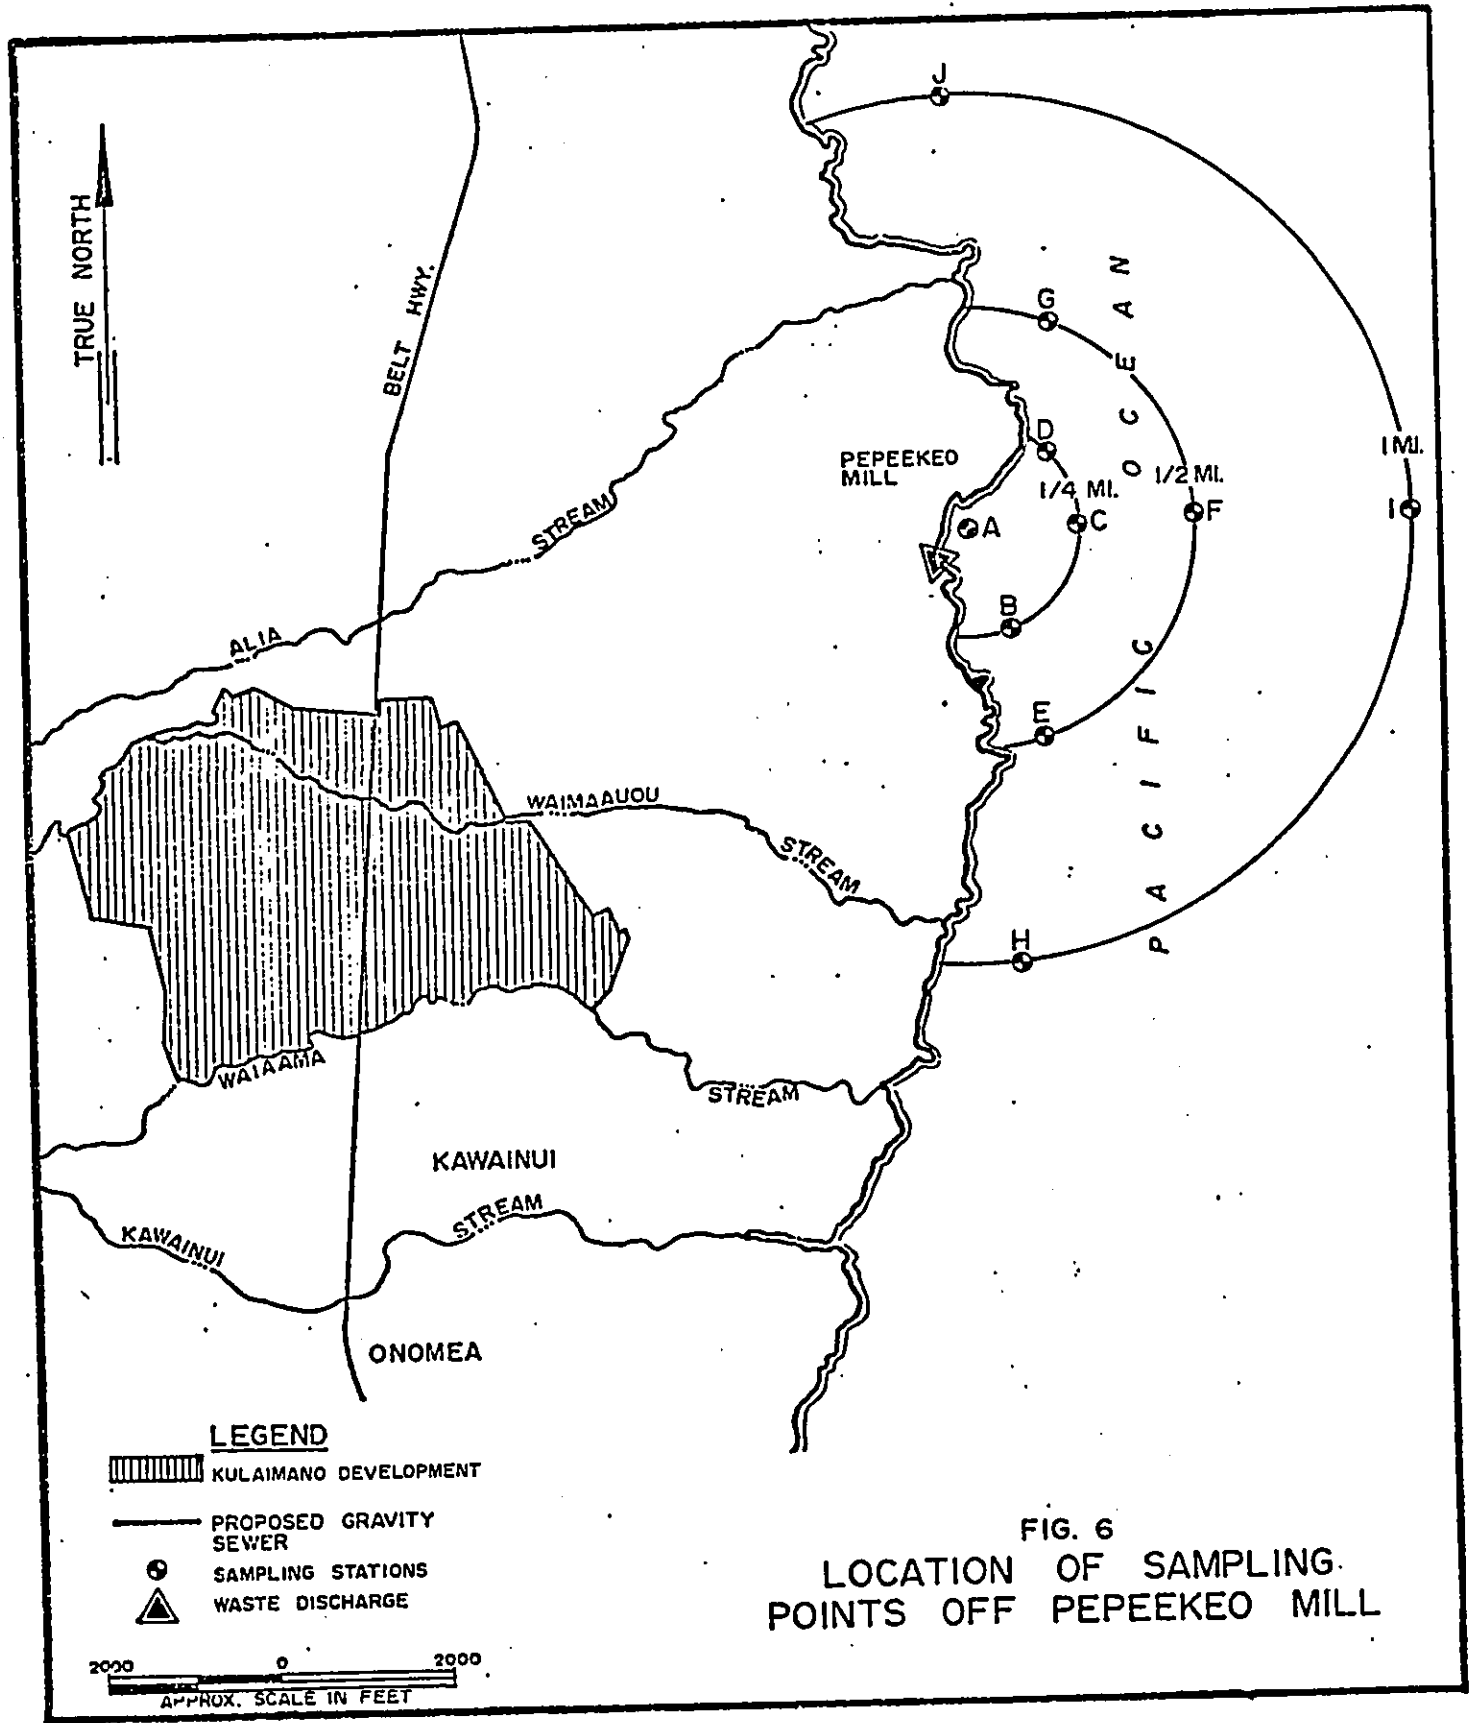 TRUE NORTH
BELT HWY.
J
G
D
PEPEEKEO
MILL
1/4 MI.
1/2 MI.
1 MI.
A
C
F
I
B
E
H
PACIFIC OCEAN
ALIA STREAM
WAIMAAUOU STREAM
WAIAAMA STREAM
KAWAINUI
KAWAINUI STREAM
ONOMEA
LEGEND
KULAIMANO DEVELOPMENT
PROPOSED GRAVITY
SEWER
SAMPLING STATIONS
WASTE DISCHARGE
2000 0 2000
APPROX. SCALE IN FEET
FIG. 6
LOCATION OF SAMPLING
POINTS OFF PEPEEKEO MILL